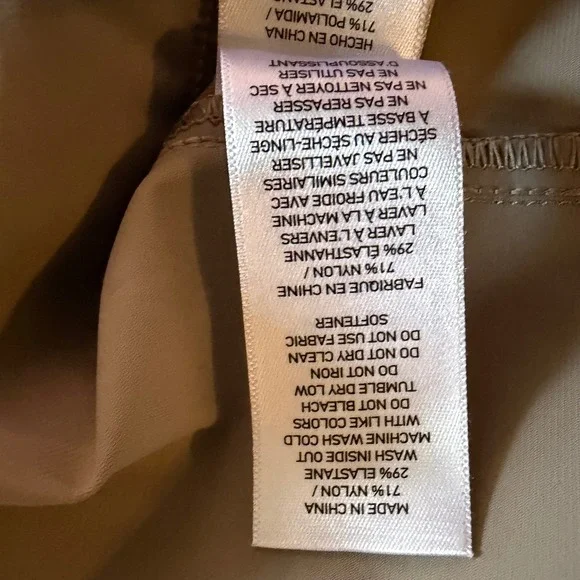 MADE IN CHINA
71% NYLON /
29% ELASTANE
WASH INSIDE OUT
MACHINE WASH COLD
WITH LIKE COLORS
DO NOT BLEACH
TUMBLE DRY LOW
DO NOT IRON
DO NOT DRY CLEAN
DO NOT USE FABRIC
SOFTENER
FABRIQUE EN CHINE
71% NYLON /
29% ÉLASTHANNE
LAVER À L'ENVERS
LAVER À LA MACHINE
À L'EAU FROIDE AVEC
COULEURS SIMILAIRES
NE PAS JAVELLISER
SÉCHER AU SÈCHE-LINGE
À BASSE TEMPÉRATURE
NE PAS REPASSER
NE PAS NETTOYER À SEC
NE PAS UTILISER
D'ASSOUPLISSANT
HECHO EN CHINA
71% POLIAMIDA /